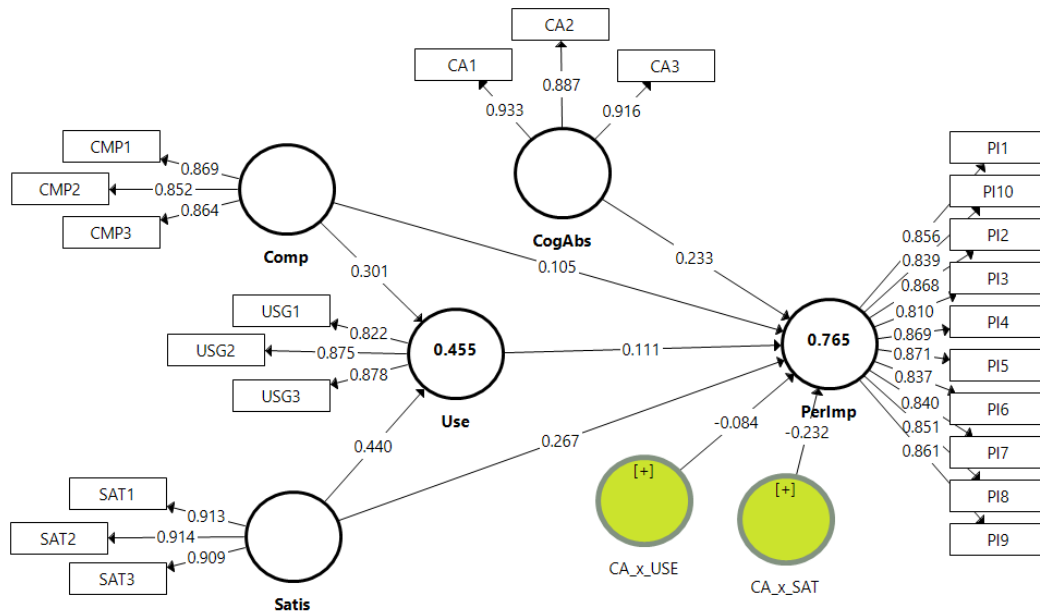 CA2
CA1
CA3
0.933
0.887
0.916
CogAbs
CMP1
CMP2
CMP3
0.869
0.852
0.864
Comp
0.301
0.105
0.233
USG1
USG2
USG3
0.822
0.875
0.878
0.455
Use
0.111
0.440
0.267
SAT1
SAT2
SAT3
0.913
0.914
0.909
Satis
-0.084
-0.232
[+]
CA_x_USE
[+]
CA_x_SAT
0.765
PerImp
0.856
0.839
0.868
0.810
0.869
0.871
0.837
0.840
0.851
0.861
PI1
PI10
PI2
PI3
PI4
PI5
PI6
PI7
PI8
PI9